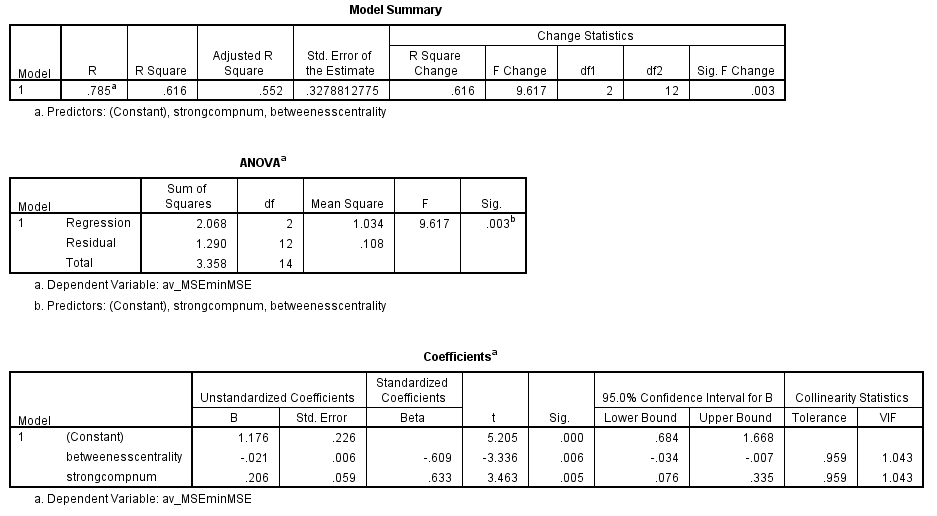 Model Summary
Change Statistics
Model R R Square Adjusted R Square Std. Error of the Estimate R Square Change F Change df1 df2 Sig. F Change
1 .785a .616 .552 .3278812775 .616 9.617 2 12 .003
a. Predictors: (Constant), strongcompnum, betweenesscentrality
ANOVAa
Model Sum of Squares df Mean Square F Sig.
1 Regression 2.068 2 1.034 9.617 .003b
Residual 1.290 12 .108
Total 3.358 14
a. Dependent Variable: av_MSEminMSE
b. Predictors: (Constant), strongcompnum, betweenesscentrality
Coefficientsa
Unstandardized Coefficients Standardized Coefficients 95.0% Confidence Interval for B Collinearity Statistics
Model B Std. Error Beta t Sig. Lower Bound Upper Bound Tolerance VIF
1 (Constant) 1.176 .226 5.205 .000 .684 1.668
betweenesscentrality -.021 .006 -.609 -3.336 .006 -.034 -.007 .959 1.043
strongcompnum .206 .059 .633 3.463 .005 .076 .335 .959 1.043
a. Dependent Variable: av_MSEminMSE